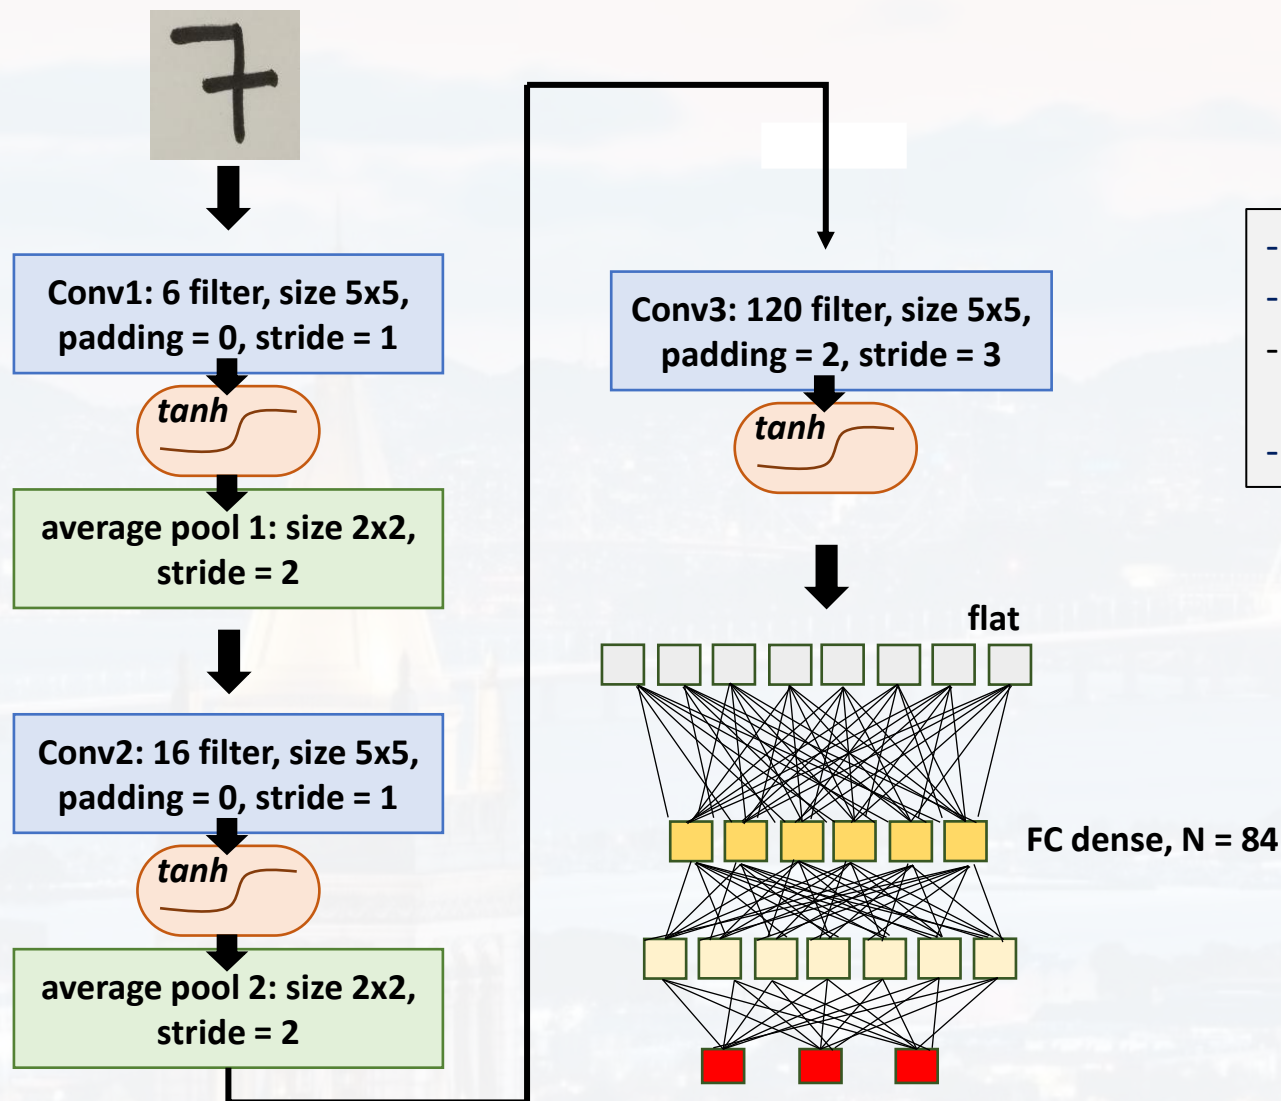 7
Conv1: 6 filter, size 5x5,
padding = 0, stride = 1
tanh
average pool 1: size 2x2,
stride = 2
Conv2: 16 filter, size 5x5,
padding = 0, stride = 1
tanh
average pool 2: size 2x2,
stride = 2
Conv3: 120 filter, size 5x5,
padding = 2, stride = 3
tanh
flat
FC dense, N = 84
-
-
-
-